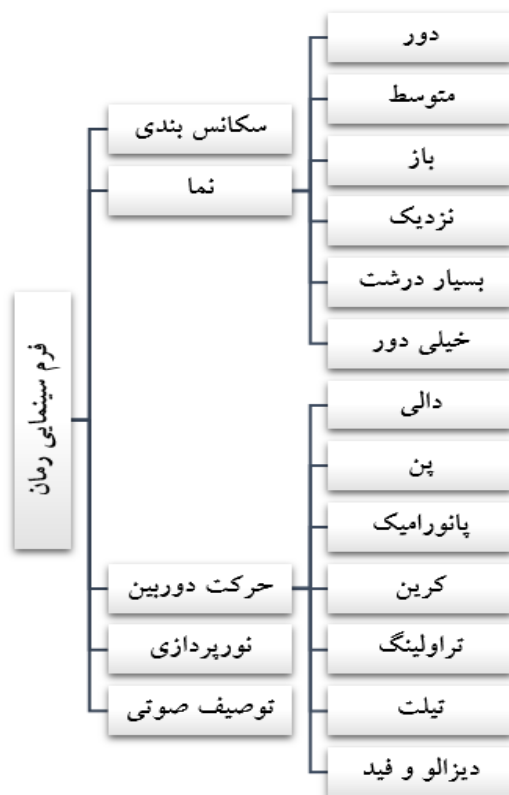 فرم سینمایی رمان
سکانس بندی
نما
دور
متوسط
باز
نزدیک
بسیار درشت
خیلی دور
حرکت دوربین
دالی
پن
پانورامیک
کرین
تراولینگ
تیلت
دیزالو و فید
نورپردازی
توصیف صوتی